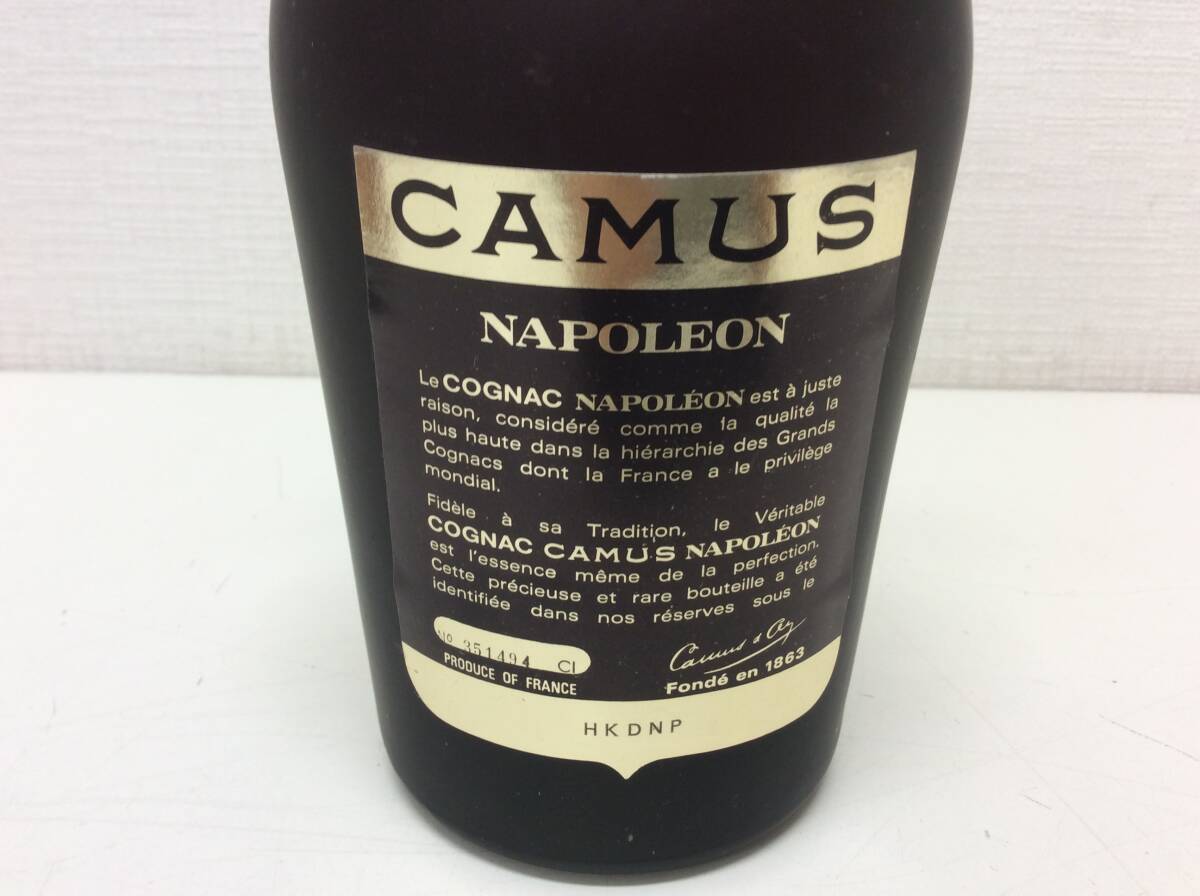 CAMUS
NAPOLEON
Le COGNAC NAPOLÉON est à juste
raison, considéré comme la qualité la
plus haute dans la hiérarchie des Grands
Cognacs dont la France a le privilège
mondial.
Fidèle à sa Tradition, le Véritable
COGNAC CAMUS NAPOLÉON
est l'essence même de la perfection.
Cette précieuse et rare bouteille a été
identifiée dans nos réserves sous le
No 351494 CI
PRODUCE OF FRANCE
Camus & Cy
Fondé en 1863
HKDNP